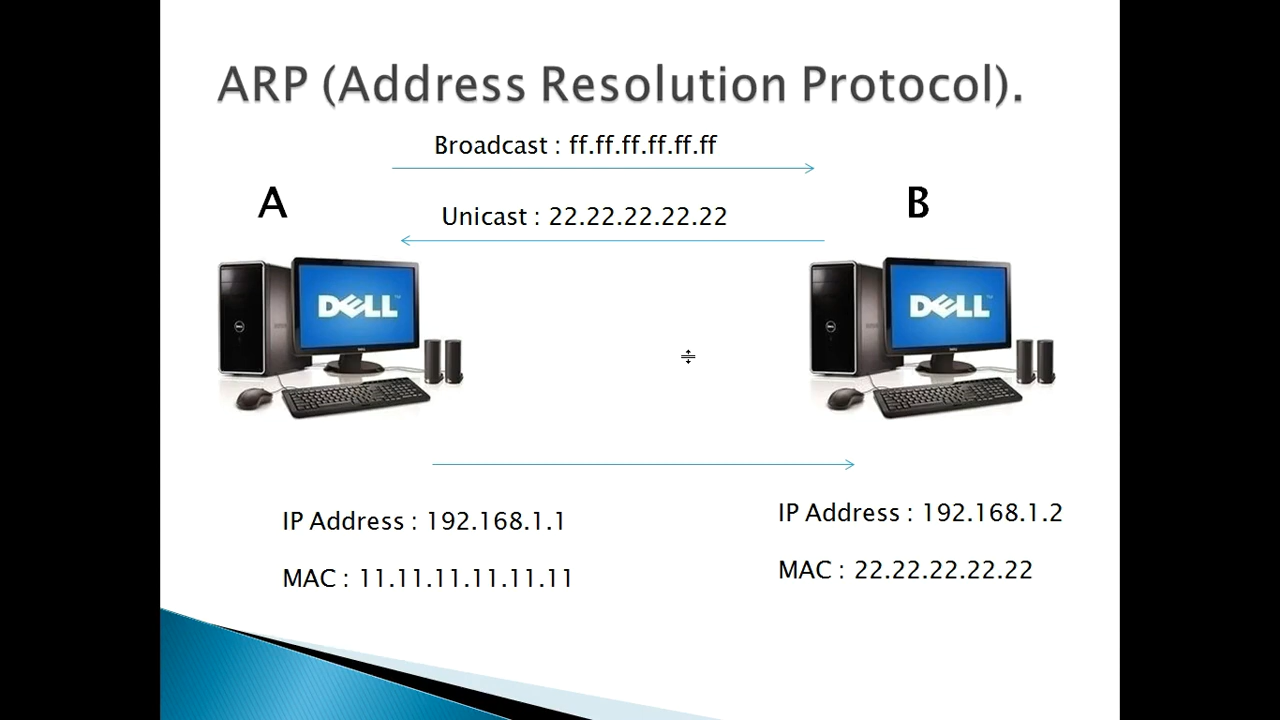 ARP (Address Resolution Protocol).
Broadcast : ff.ff.ff.ff.ff.ff
A
B
Unicast : 22.22.22.22.22
DELL
DELL
IP Address : 192.168.1.1
IP Address : 192.168.1.2
MAC : 11.11.11.11.11.11
MAC : 22.22.22.22.22